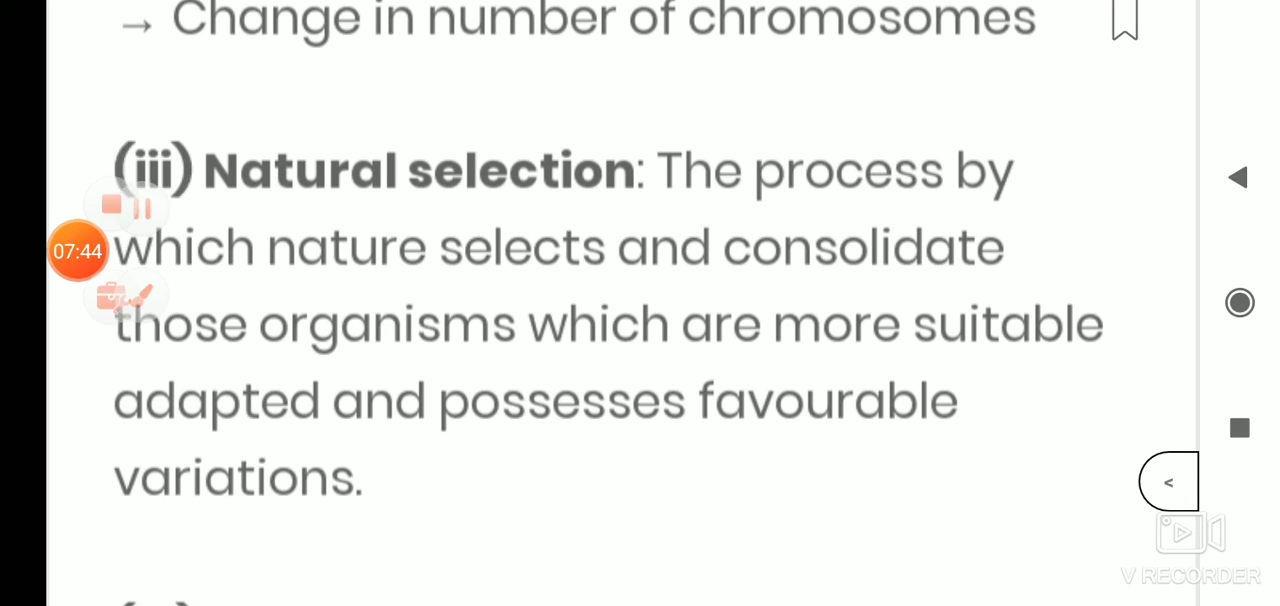 → Change in number of chromosomes
(iii) Natural selection: The process by
which nature selects and consolidate
07:44
those organisms which are more suitable
adapted and possesses favourable
variations.
<
V RECORDER